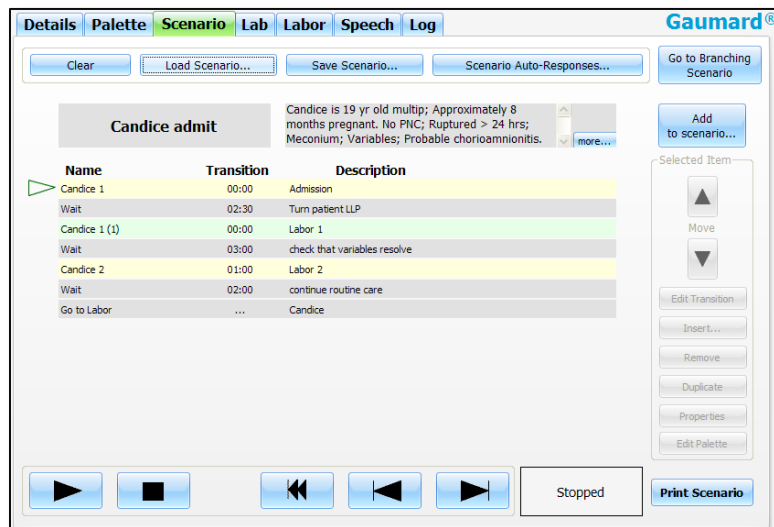 Details Palette Scenario Lab Labor Speech Log Gaumard®
Clear Load Scenario... Save Scenario... Scenario Auto-Responses... Go to Branching
Scenario
Candice admit
Candice is 19 yr old multip; Approximately 8
months pregnant. No PNC; Ruptured > 24 hrs;
Meconium; Variables; Probable chorioamnionitis.
more...
Add
to scenario...
Name Transition Description
Candice 1 00:00 Admission
Wait 02:30 Turn patient LLP
Candice 1 (1) 00:00 Labor 1
Wait 03:00 check that variables resolve
Candice 2 01:00 Labor 2
Wait 02:00 continue routine care
Go to Labor ... Candice
Selected Item
Move
Edit Transition
Insert...
Remove
Duplicate
Properties
Edit Palette
Stopped
Print Scenario